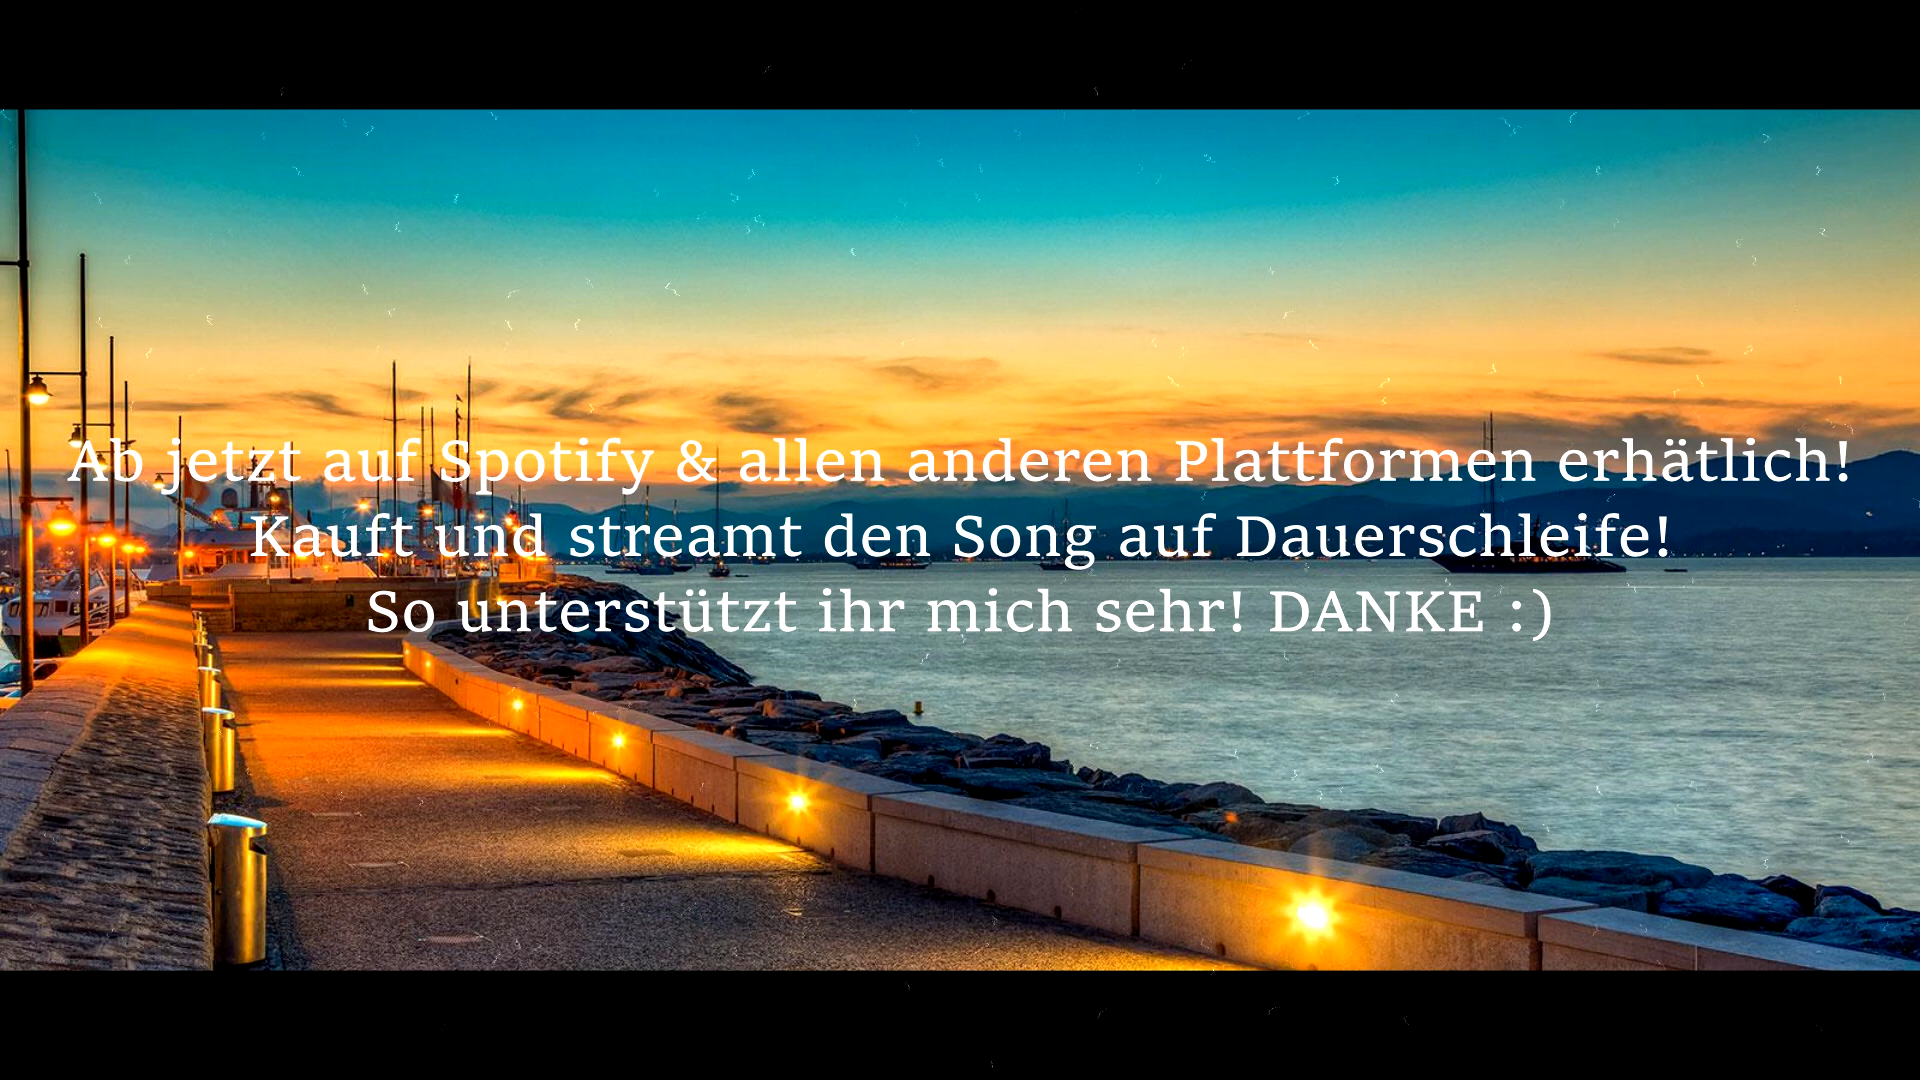 Ab jetzt auf Spotify & allen anderen Plattformen erhätlich!
Kauft und streamt den Song auf Dauerschleife!
So unterstützt ihr mich sehr! DANKE :)